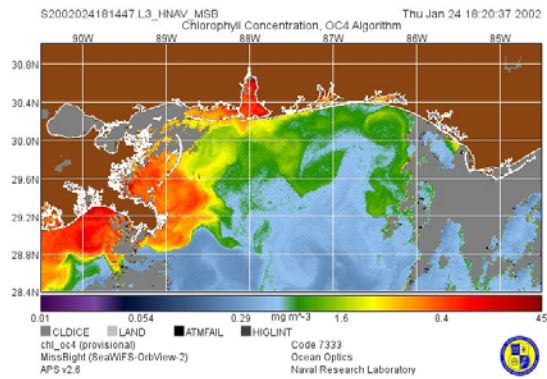 S2002024181447.L3_HNAV_MSB
Thu Jan 24 18:20:37 2002
Chlorophyll Concentration, OC4 Algorithm
90W 89W 88W 87W 86W 85W
30.8N
30.4N
30.0N
29.6N
29.2N
28.8N
28.4N
0.01 0.054 0.29 mg m^-3 1.6 8.4 45
CLDICE LAND ATMFAIL HIGLINT
chl_oc4 (provisional)
Code 7333
MissBight (SeaWiFS-OrbView-2)
Ocean Optics
APS v2.6
Naval Research Laboratory